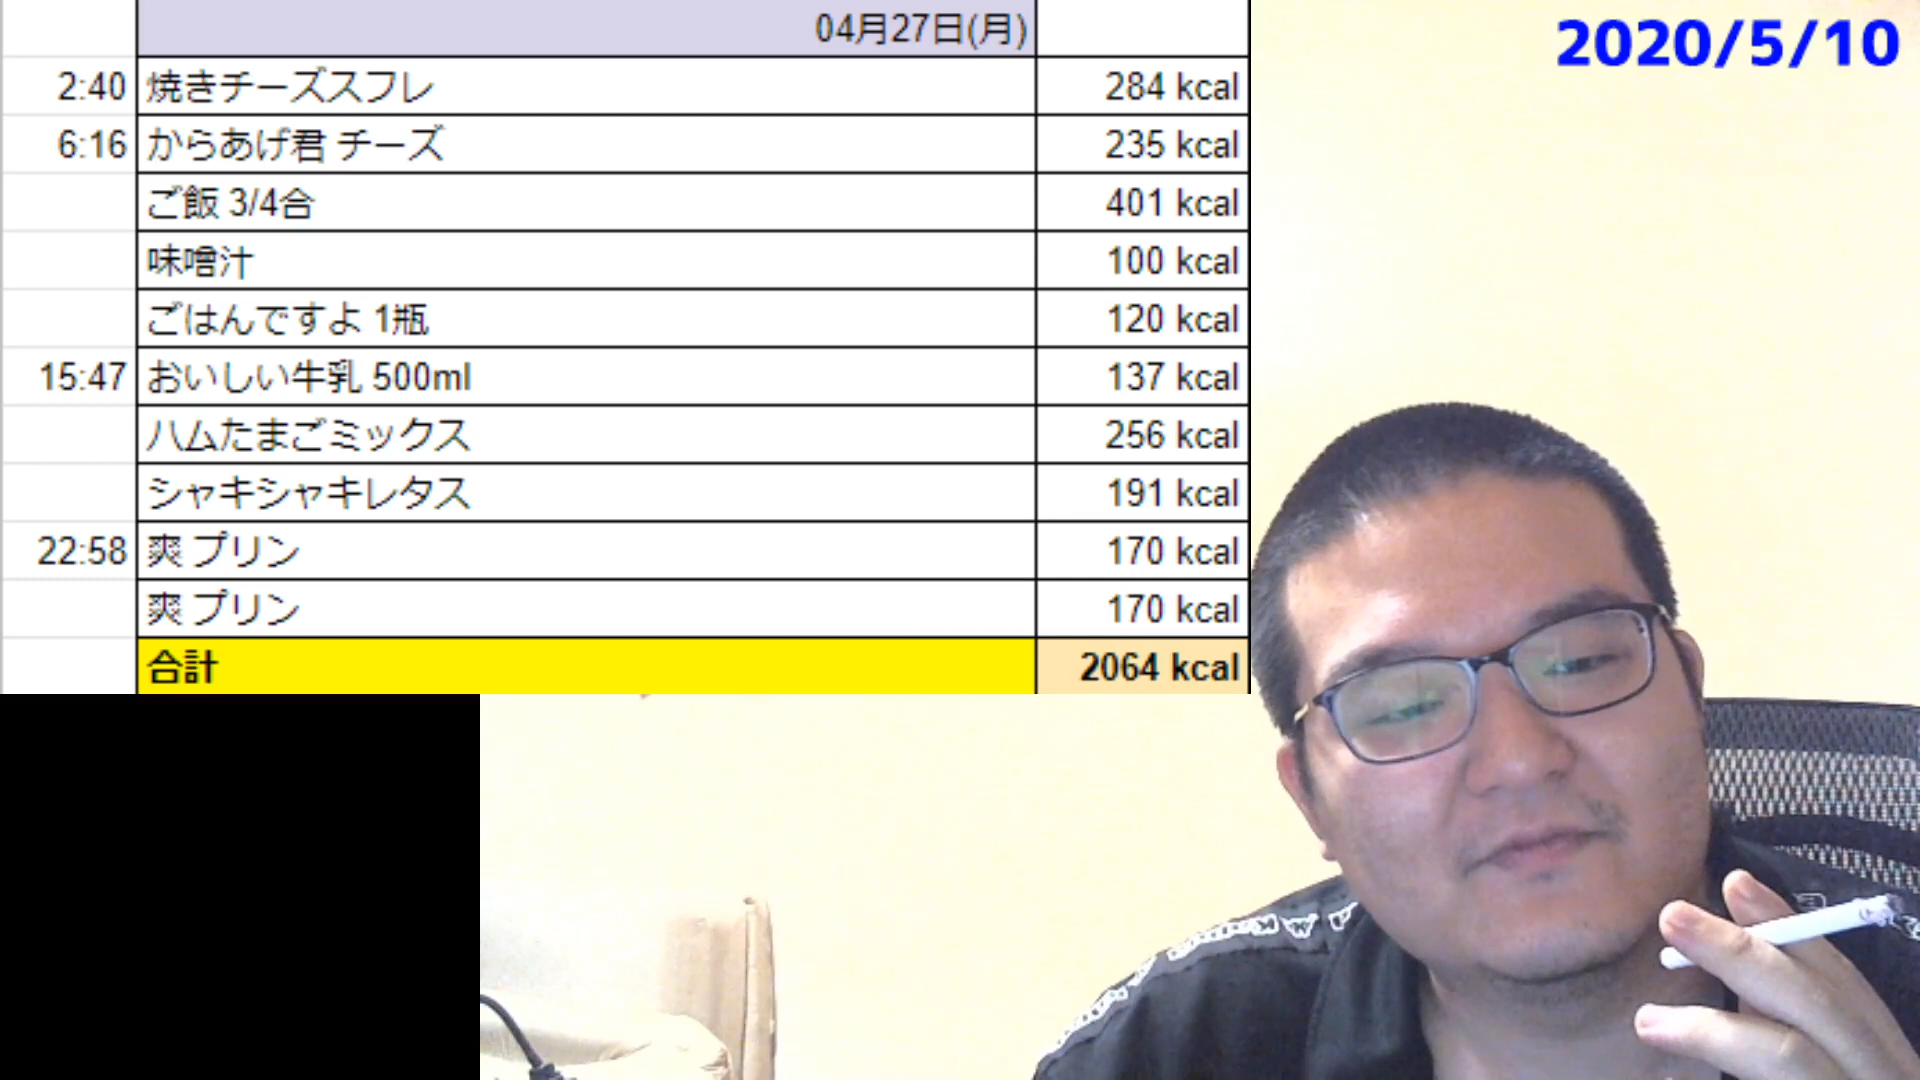 04月27日(月)
2020/5/10
2:40 焼きチーズスフレ 284 kcal
6:16 からあげ君 チーズ 235 kcal
ご飯 3/4合 401 kcal
味噌汁 100 kcal
ごはんですよ 1瓶 120 kcal
15:47 おいしい牛乳 500ml 137 kcal
ハムたまごミックス 256 kcal
シャキシャキレタス 191 kcal
22:58 爽 プリン 170 kcal
爽 プリン 170 kcal
合計 2064 kcal